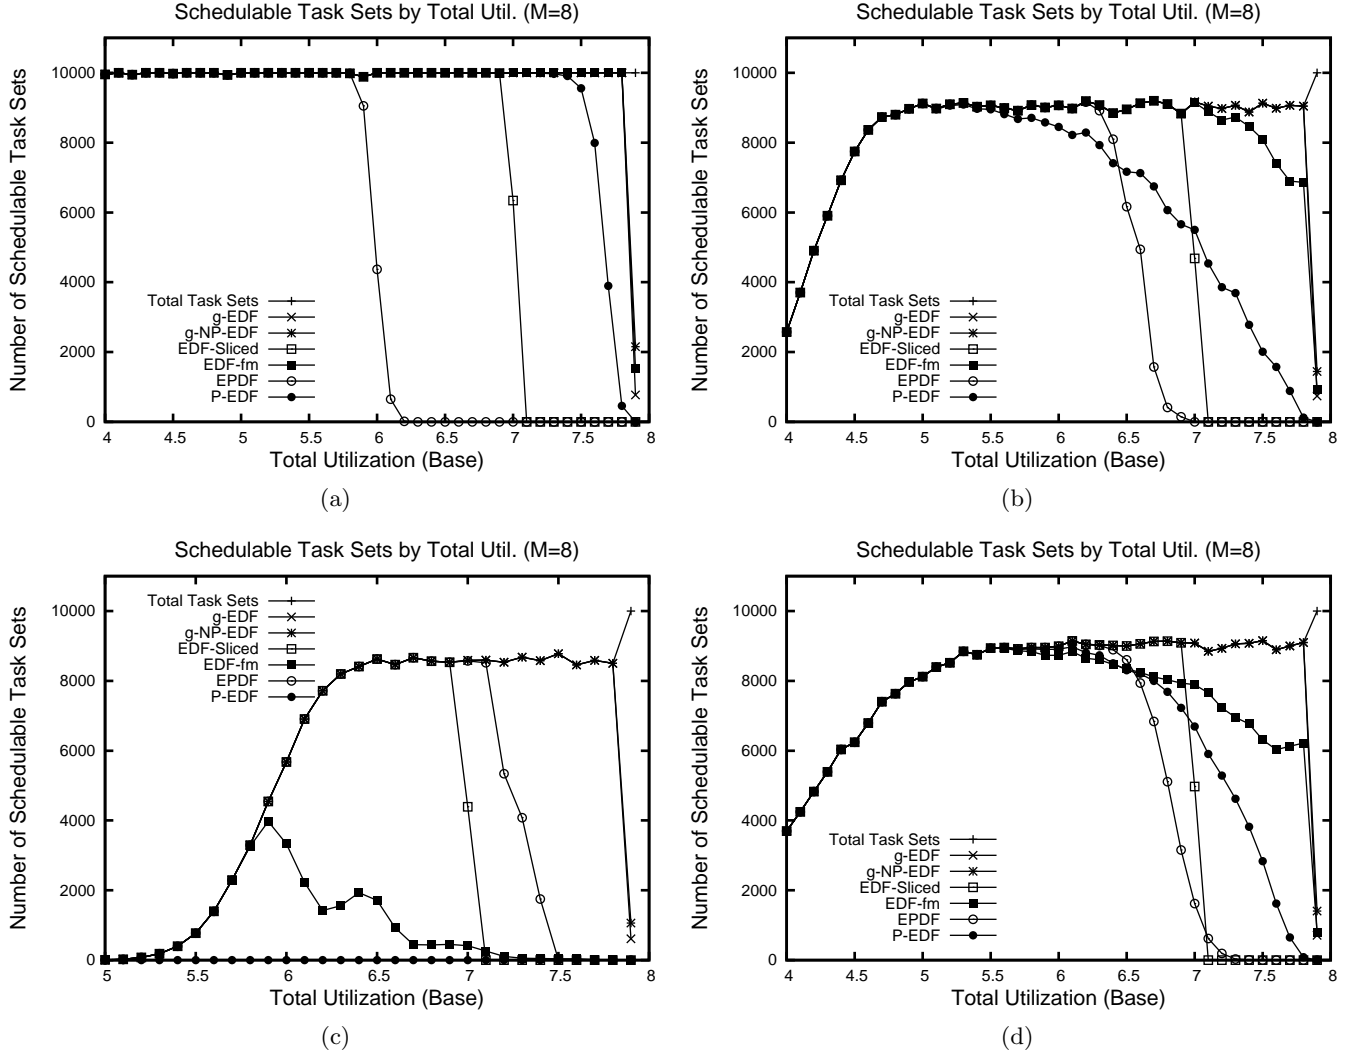 Schedulable Task Sets by Total Util. (M=8)
Number of Schedulable Task Sets
10000
8000
6000
4000
2000
0
Total Task Sets
g-EDF
g-NP-EDF
EDF-Sliced
EDF-fm
EPDF
P-EDF
4 4.5 5 5.5 6 6.5 7 7.5 8
Total Utilization (Base)
(a)
Schedulable Task Sets by Total Util. (M=8)
Number of Schedulable Task Sets
10000
8000
6000
4000
2000
0
Total Task Sets
g-EDF
g-NP-EDF
EDF-Sliced
EDF-fm
EPDF
P-EDF
4 4.5 5 5.5 6 6.5 7 7.5 8
Total Utilization (Base)
(b)
Schedulable Task Sets by Total Util. (M=8)
Number of Schedulable Task Sets
10000
8000
6000
4000
2000
0
Total Task Sets
g-EDF
g-NP-EDF
EDF-Sliced
EDF-fm
EPDF
P-EDF
5 5.5 6 6.5 7 7.5 8
Total Utilization (Base)
(c)
Schedulable Task Sets by Total Util. (M=8)
Number of Schedulable Task Sets
10000
8000
6000
4000
2000
0
Total Task Sets
g-EDF
g-NP-EDF
EDF-Sliced
EDF-fm
EPDF
P-EDF
4 4.5 5 5.5 6 6.5 7 7.5 8
Total Utilization (Base)
(d)